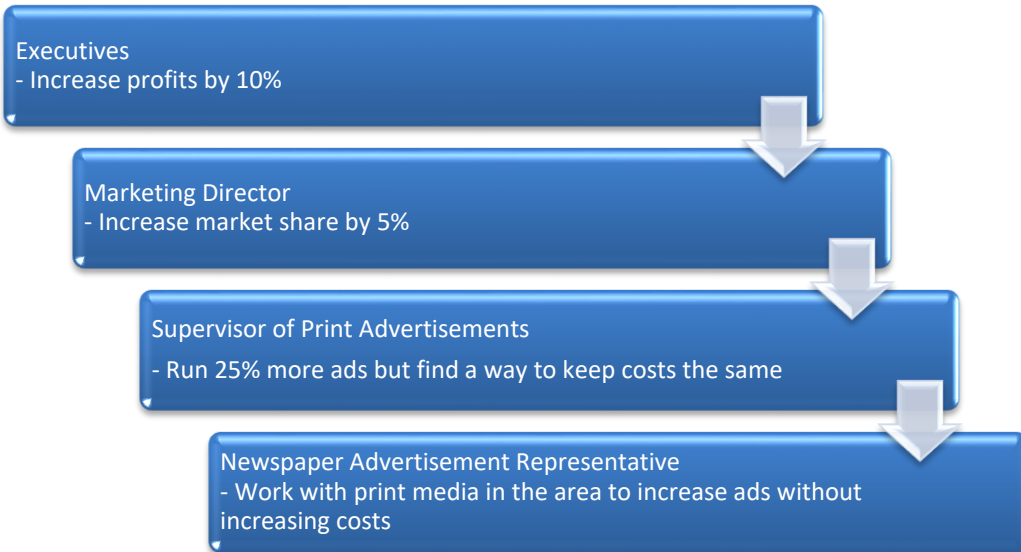 Executives
- Increase profits by 10%
Marketing Director
- Increase market share by 5%
Supervisor of Print Advertisements
- Run 25% more ads but find a way to keep costs the same
Newspaper Advertisement Representative
- Work with print media in the area to increase ads without
increasing costs